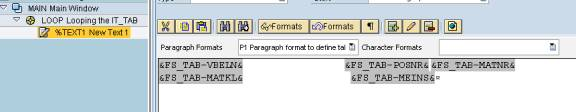 MAIN Main Window
LOOP Looping the IT_TAB
%TEXT1 New Text 1
Formats Formats
Paragraph Formats P1 Paragraph format to define tal Character Formats
&FS_TAB-VBELN& &FS_TAB-POSNR& &FS_TAB-MATNR&
&FS_TAB-MATKL& &FS_TAB-MEINS&¤